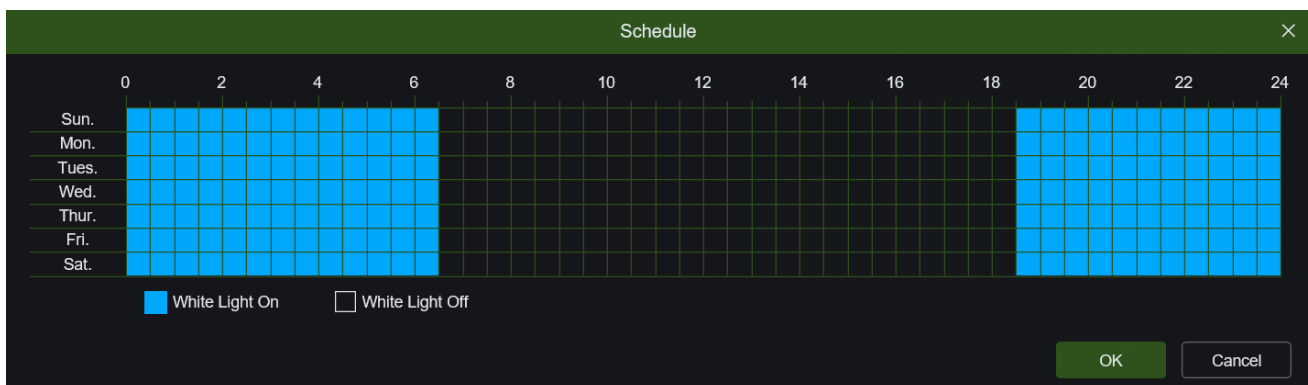 Schedule
0 2 4 6 8 10 12 14 16 18 20 22 24
Sun.
Mon.
Tues.
Wed.
Thur.
Fri.
Sat.
White Light On White Light Off
OK Cancel